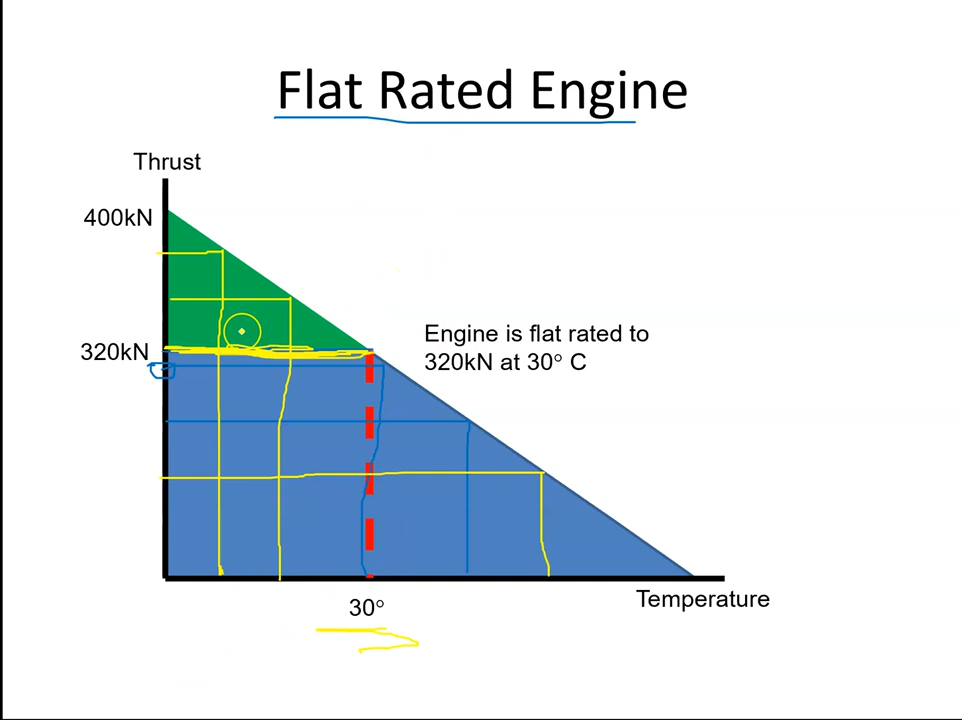 Flat Rated Engine
Thrust
400kN
320kN
Engine is flat rated to
320kN at 30° C
30°
Temperature